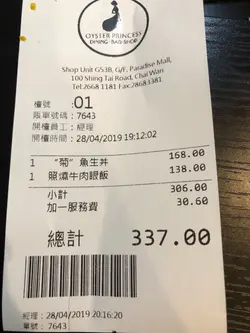 OYSTER PRINCESS
DINING·BAR·SHOP
Shop Unit G53B, G/F, Paradise Mall,
100 Shing Tai Road, Chai Wan
Tel:2668 1181 Fax:28683381
檯號 :01
賬單號碼 : 7643
開檯員工 : 經理
開檯時間 : 28/04/2019 19:12:02
1 “菊”魚生丼 168.00
1 照燒牛肉眼飯 138.00
小計 306.00
加一服務費 30.60
總計 337.00
經理 : 28/04/2019 20:16:20
單號 : 7643